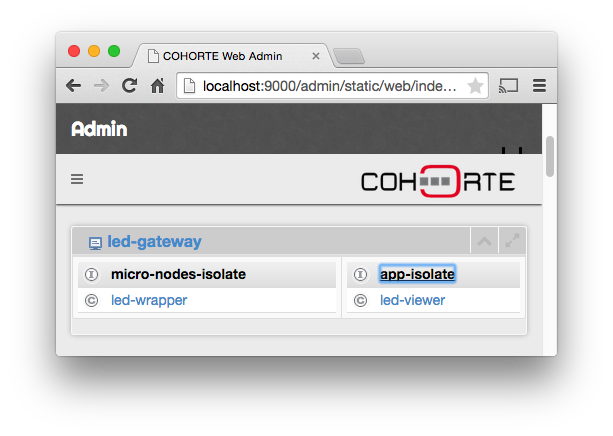 COHORTE Web Admin
localhost:9000/admin/static/web/inde...
Admin
COHORTE
led-gateway
I micro-nodes-isolate
I app-isolate
C led-wrapper
C led-viewer